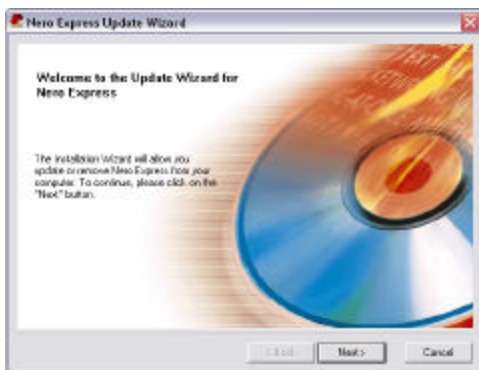 Nero Express Update Wizard
Welcome to the Update Wizard for
Nero Express
The Installation Wizard will allow you
update or remove Nero Express from your
computer. To continue, please click on the
"Next" button.
Next >
Cancel